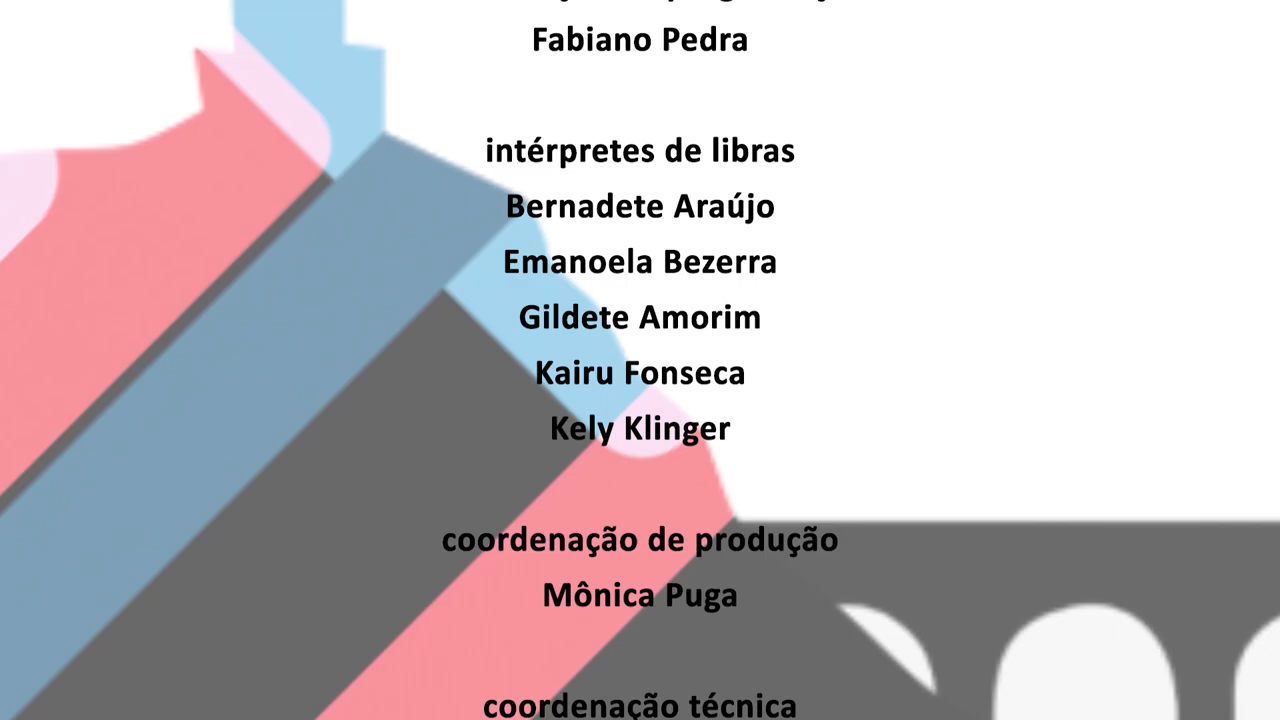 Fabiano Pedra
intérpretes de libras
Bernadete Araújo
Emanoela Bezerra
Gildete Amorim
Kairu Fonseca
Kely Klinger
coordenação de produção
Mônica Puga
coordenação técnica